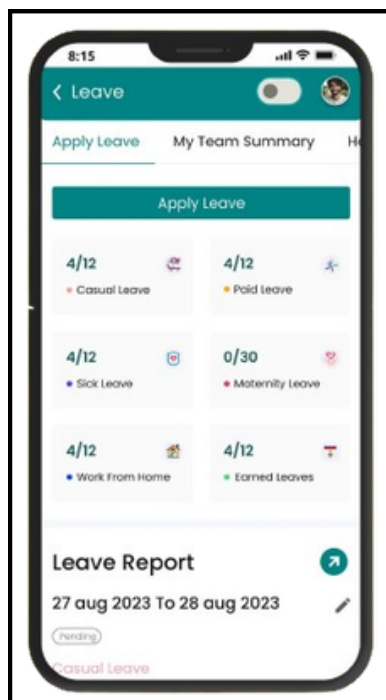 8:15
Leave
Apply Leave My Team Summary He
Apply Leave
4/12 4/12
Casual Leave Paid Leave
4/12 0/30
Sick Leave Maternity Leave
4/12 4/12
Work From Home Earned Leaves
Leave Report
27 aug 2023 To 28 aug 2023
Pending
Casual Leave